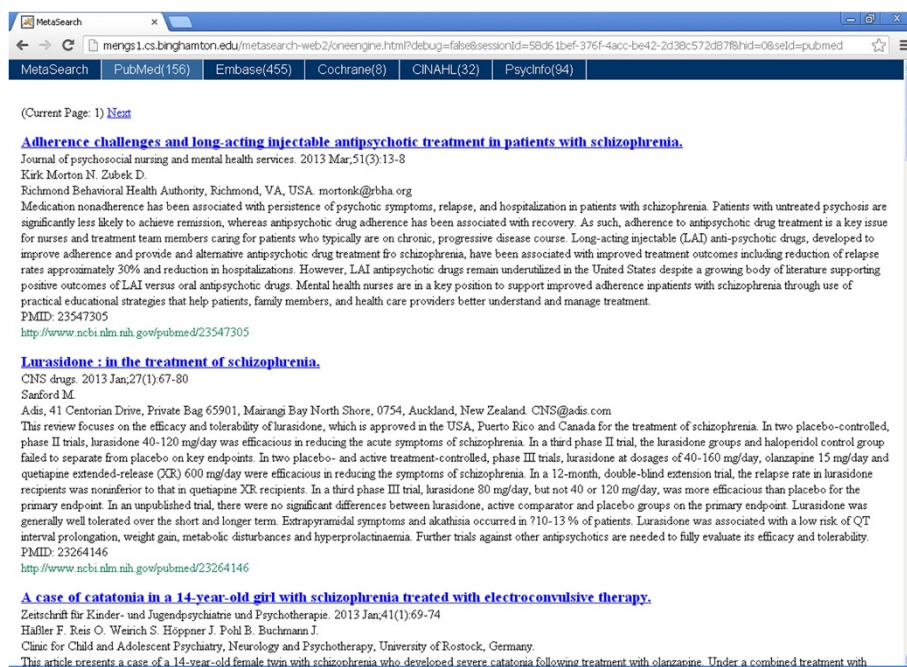 MetaSearch
mengs1.cs.binghamton.edu/metasearch-web2/oneengine.html?debug=false&sessionId=58d61bef-376f-4acc-be42-2d38c572d87f&hid=0&seId=pubmed
MetaSearch PubMed(156) Embase(455) Cochrane(8) CINAHL(32) PsycInfo(94)
(Current Page: 1) Next
Adherence challenges and long-acting injectable antipsychotic treatment in patients with schizophrenia.
Journal of psychosocial nursing and mental health services. 2013 Mar;51(3):13-8
Kirk Morton N. Zubek D.
Richmond Behavioral Health Authority, Richmond, VA, USA. mortonk@rbha.org
Medication nonadherence has been associated with persistence of psychotic symptoms, relapse, and hospitalization in patients with schizophrenia. Patients with untreated psychosis are
significantly less likely to achieve remission, whereas antipsychotic drug adherence has been associated with recovery. As such, adherence to antipsychotic drug treatment is a key issue
for nurses and treatment team members caring for patients who typically are on chronic, progressive disease course. Long-acting injectable (LAI) anti-psychotic drugs, developed to
improve adherence and provide and alternative antipsychotic drug treatment fro schizophrenia, have been associated with improved treatment outcomes including reduction of relapse
rates approximately 30% and reduction in hospitalizations. However, LAI antipsychotic drugs remain underutilized in the United States despite a growing body of literature supporting
positive outcomes of LAI versus oral antipsychotic drugs. Mental health nurses are in a key position to support improved adherence inpatients with schizophrenia through use of
practical educational strategies that help patients, family members, and health care providers better understand and manage treatment.
PMID: 23547305
http://www.ncbi.nlm.nih.gov/pubmed/23547305
Lurasidone : in the treatment of schizophrenia.
CNS drugs. 2013 Jan;27(1):67-80
Sanford M.
Adis, 41 Centorian Drive, Private Bag 65901, Mairangi Bay North Shore, 0754, Auckland, New Zealand. CNS@adis.com
This review focuses on the efficacy and tolerability of lurasidone, which is approved in the USA, Puerto Rico and Canada for the treatment of schizophrenia. In two placebo-controlled,
phase II trials, lurasidone 40-120 mg/day was efficacious in reducing the acute symptoms of schizophrenia. In a third phase II trial, the lurasidone groups and haloperidol control group
failed to separate from placebo on key endpoints. In two placebo- and active treatment-controlled, phase III trials, lurasidone at dosages of 40-160 mg/day, olanzapine 15 mg/day and
quetiapine extended-release (XR) 600 mg/day were efficacious in reducing the symptoms of schizophrenia. In a 12-month, double-blind extension trial, the relapse rate in lurasidone
recipients was noninferior to that in quetiapine XR recipients. In a third phase III trial, lurasidone 80 mg/day, but not 40 or 120 mg/day, was more efficacious than placebo for the
primary endpoint. In an unpublished trial, there were no significant differences between lurasidone, active comparator and placebo groups on the primary endpoint. Lurasidone was
generally well tolerated over the short and longer term. Extrapyramidal symptoms and akathisia occurred in ?10-13 % of patients. Lurasidone was associated with a low risk of QT
interval prolongation, weight gain, metabolic disturbances and hyperprolactinaemia. Further trials against other antipsychotics are needed to fully evaluate its efficacy and tolerability.
PMID: 23264146
http://www.ncbi.nlm.nih.gov/pubmed/23264146
A case of catatonia in a 14-year-old girl with schizophrenia treated with electroconvulsive therapy.
Zeitschrift für Kinder- und Jugendpsychiatrie und Psychotherapie. 2013 Jan;41(1):69-74
Häßler F. Reis O. Weirich S. Höppner J. Pohl B. Buchmann J.
Clinic for Child and Adolescent Psychiatry, Neurology and Psychotherapy, University of Rostock, Germany.
This article presents a case of a 14-year-old female twin with schizophrenia who developed severe catatonia following treatment with olanzapine. Under a combined treatment with